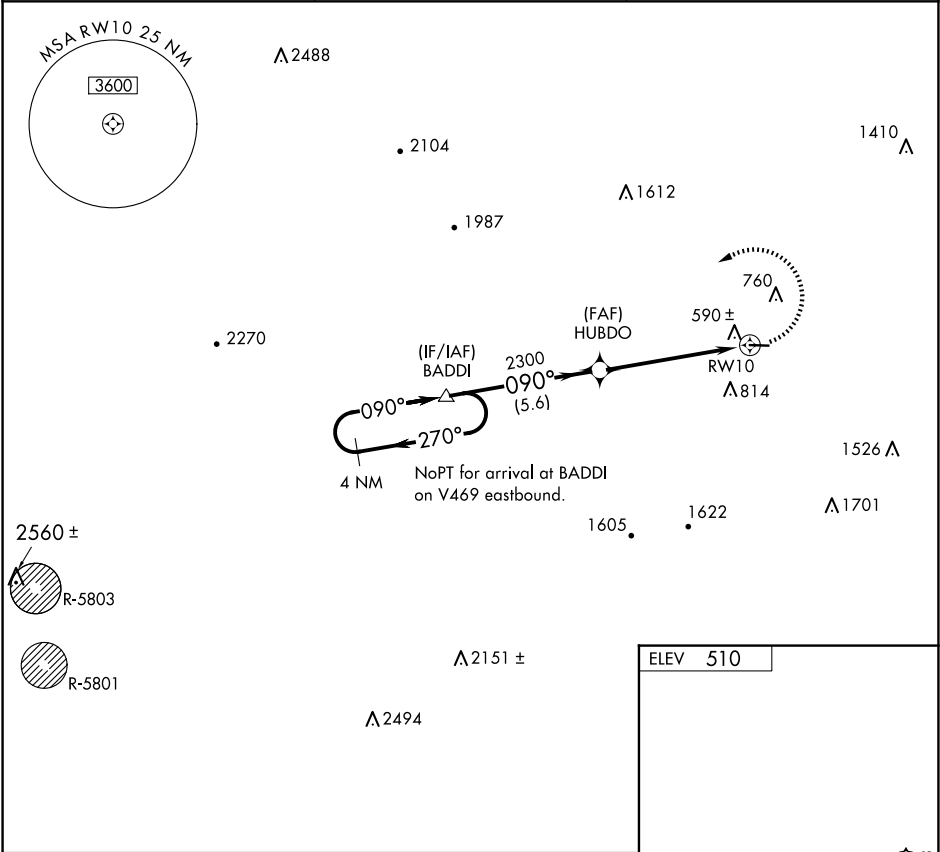 MSA RW10 25 NM
3600
2488
2104
1410
1612
1987
760
590 ±
(FAF)
HUBDO
2270
(IF/IAF)
BADDI
2300
090°
(5.6)
RW10
814
090°
270°
4 NM
NoPT for arrival at BADDI
on V469 eastbound.
1526
1701
1605
1622
2560 ±
R-5803
R-5801
2151 ±
2494
ELEV 510